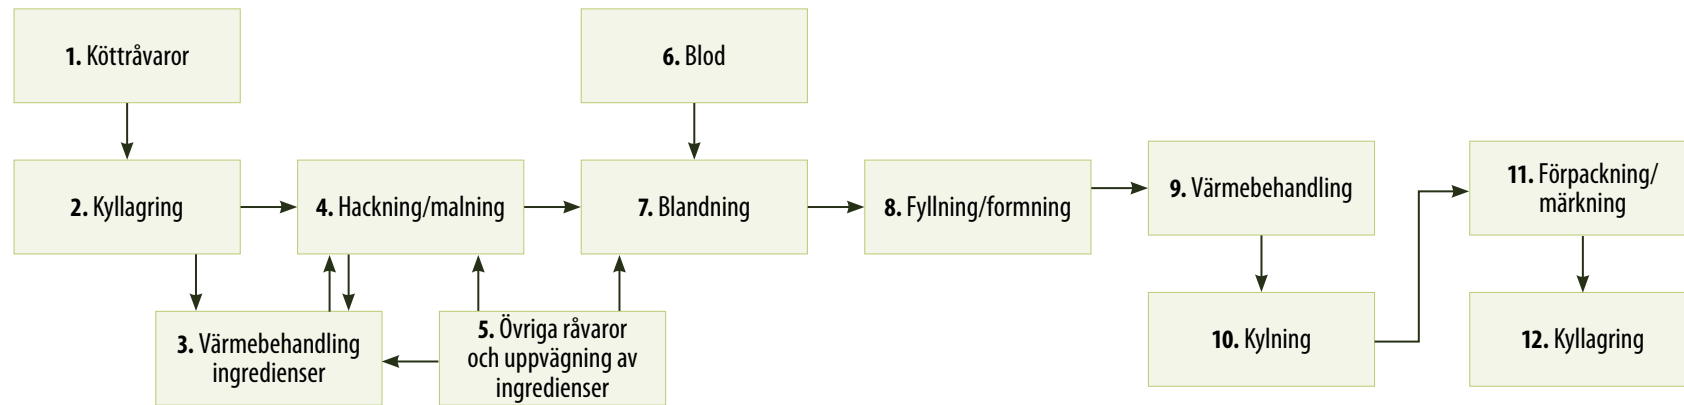 1. Köttråvaror
2. Kyllagring
3. Värmebehandling
ingredienser
4. Hackning/malning
5. Övriga råvaror
och uppvägning av
ingredienser
6. Blod
7. Blandning
8. Fyllning/formning
9. Värmebehandling
10. Kylning
11. Förpackning/
märkning
12. Kyllagring